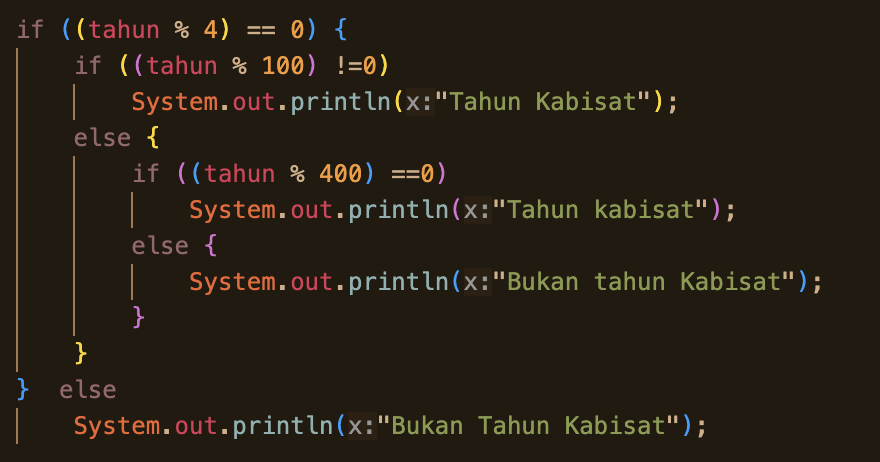 if ((tahun % 4) == 0) {
if ((tahun % 100) !=0)
System.out.println(x:"Tahun Kabisat");
else {
if ((tahun % 400) ==0)
System.out.println(x:"Tahun kabisat");
else {
System.out.println(x:"Bukan tahun Kabisat");
}
}
} else
System.out.println(x:"Bukan Tahun Kabisat");